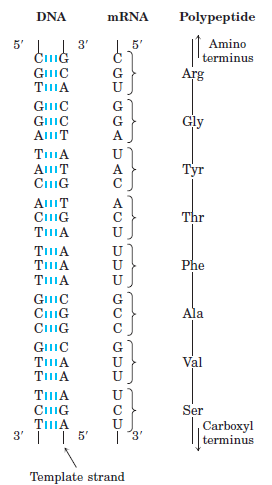 DNA mRNA Polypeptide
5′ 3′ 5′ Amino
terminus
C G C
G C G Arg
T A U
G C G
G C G Gly
A T A
T A U
A T A Tyr
C G C
A T A
C G C Thr
T A U
T A U
T A U Phe
T A U
G C G
C G C Ala
C G C
G C G
T A U Val
T A U
T A U
C G C Ser
T A U Carboxyl
3′ 5′ 3′ terminus
Template strand